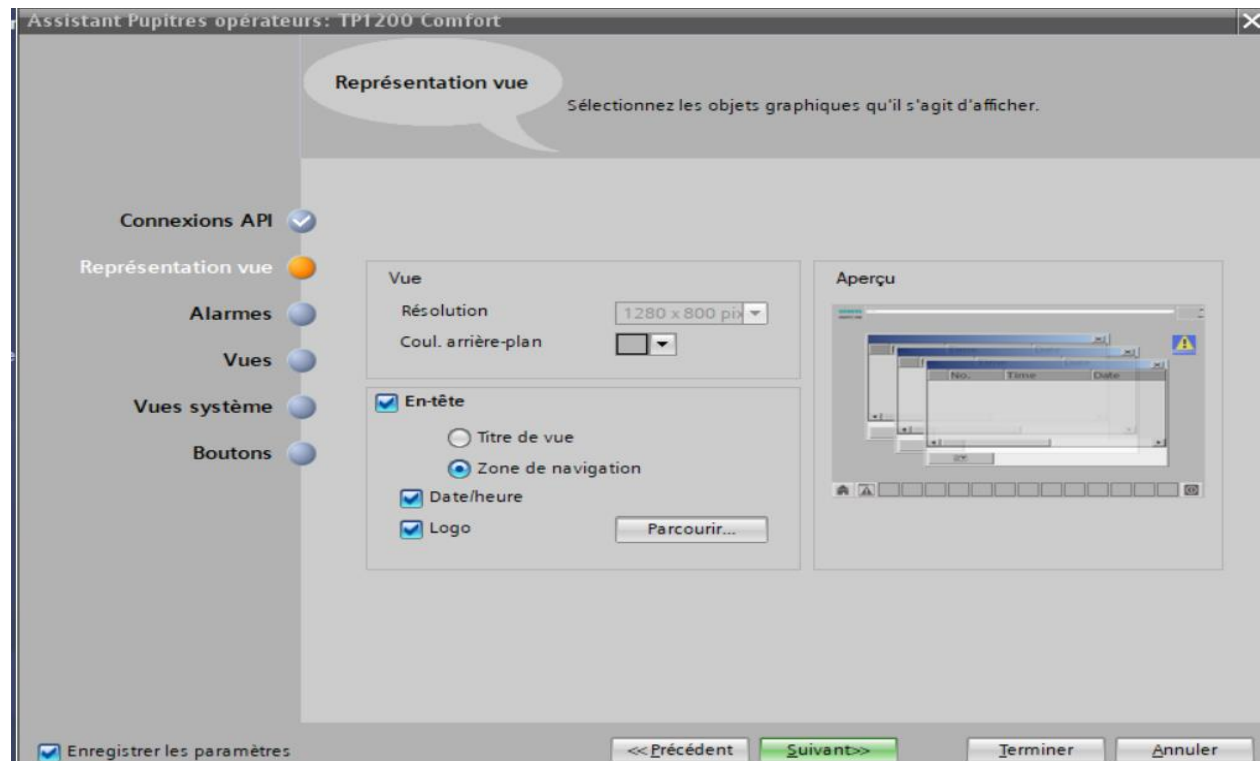 Assistant Pupitres opérateurs: TP1200 Comfort
Représentation vue
Sélectionnez les objets graphiques qu'il s'agit d'afficher.
Connexions API
Représentation vue
Alarmes
Vues
Vues système
Boutons
Vue
Résolution
1280 x 800 pix
Coul. arrière-plan
En-tête
Titre de vue
Zone de navigation
Date/heure
Logo
Parcourir...
Aperçu
No. Time Date
Enregistrer les paramètres
<<Précédent
Suivant>>
Terminer
Annuler